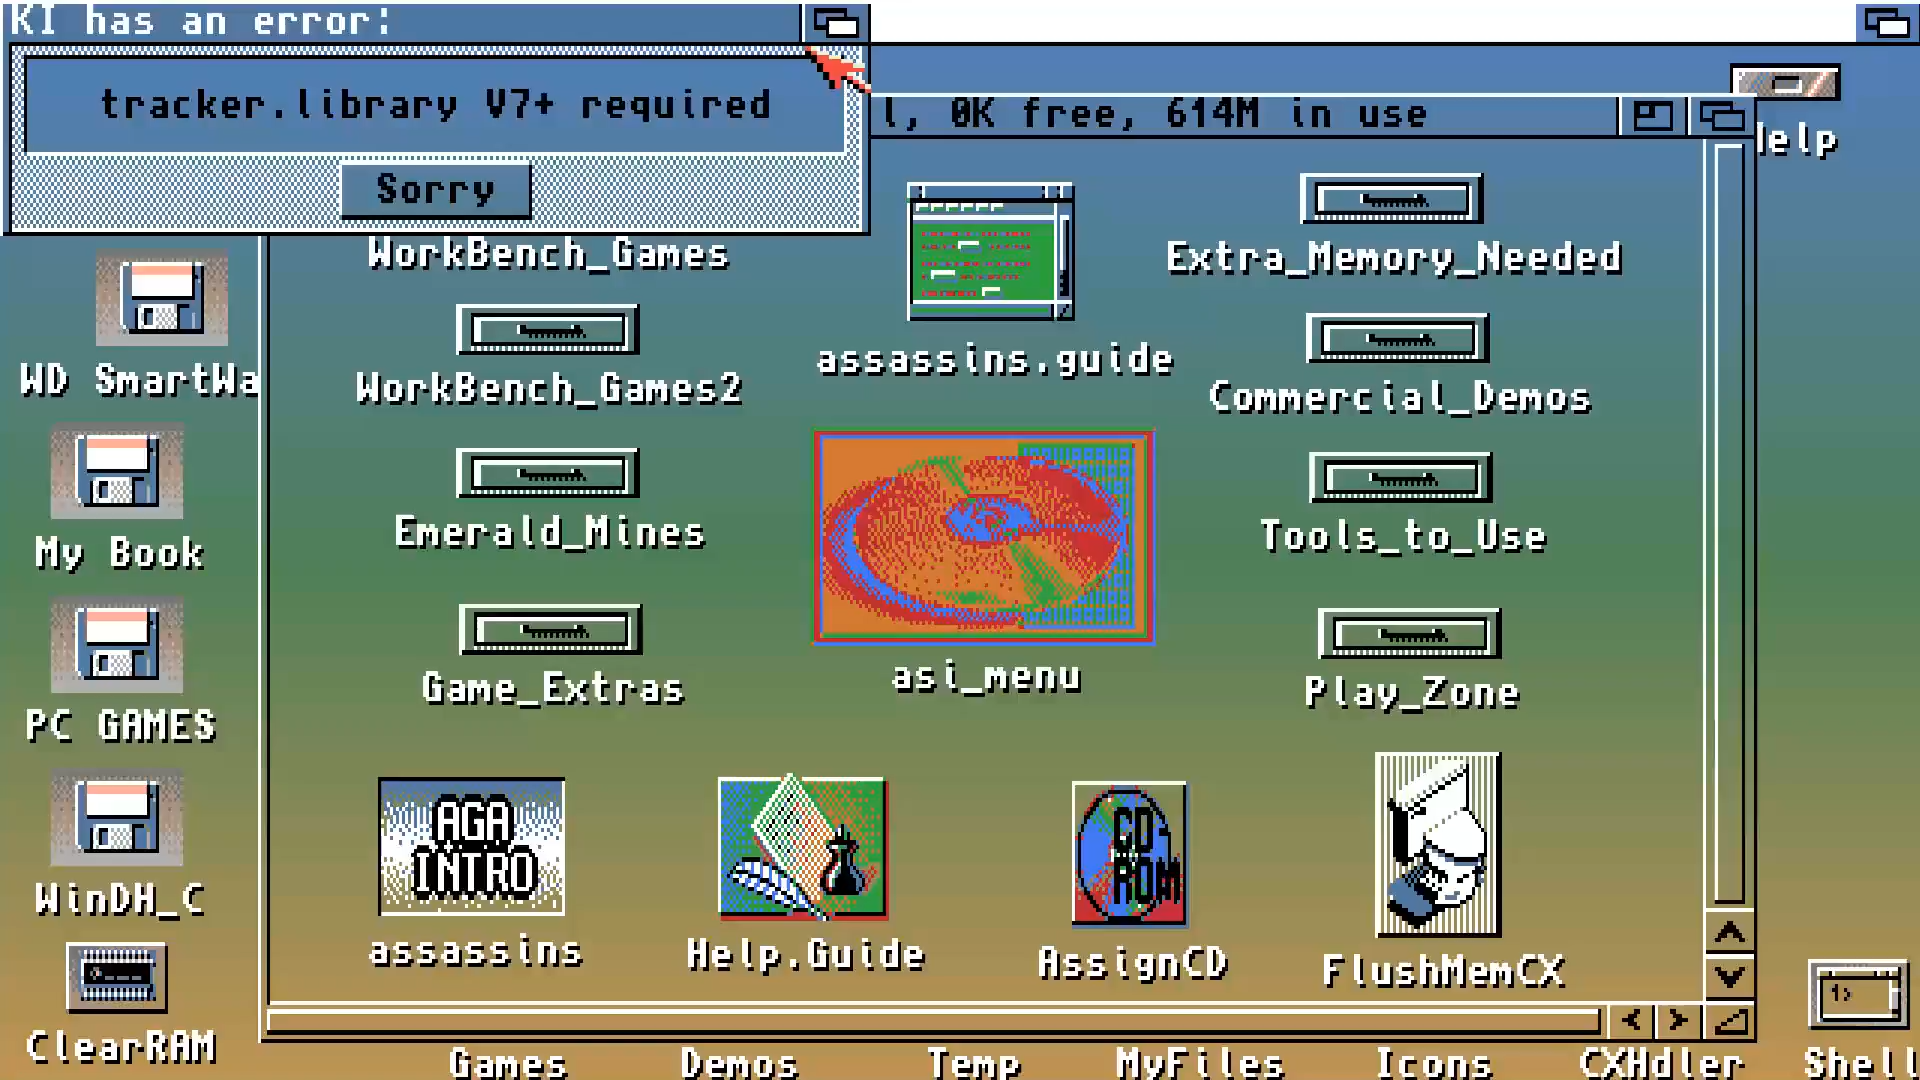 KI has an error:
tracker.library V7+ required
Sorry
l, 0K free, 614M in use
Help
WorkBench_Games
Extra_Memory_Needed
assassins.guide
WD SmartWa
WorkBench_Games2
Commercial_Demos
My Book
Emerald_Mines
Tools_to_Use
PC GAMES
Game_Extras
asi_menu
Play_Zone
AGA
INTRO
CD-
ROM
WinDH_C
assassins
Help.Guide
AssignCD
FlushMemCX
1>
ClearRAM
Games
Demos
Temp
MyFiles
Icons
CXHdler
Shell